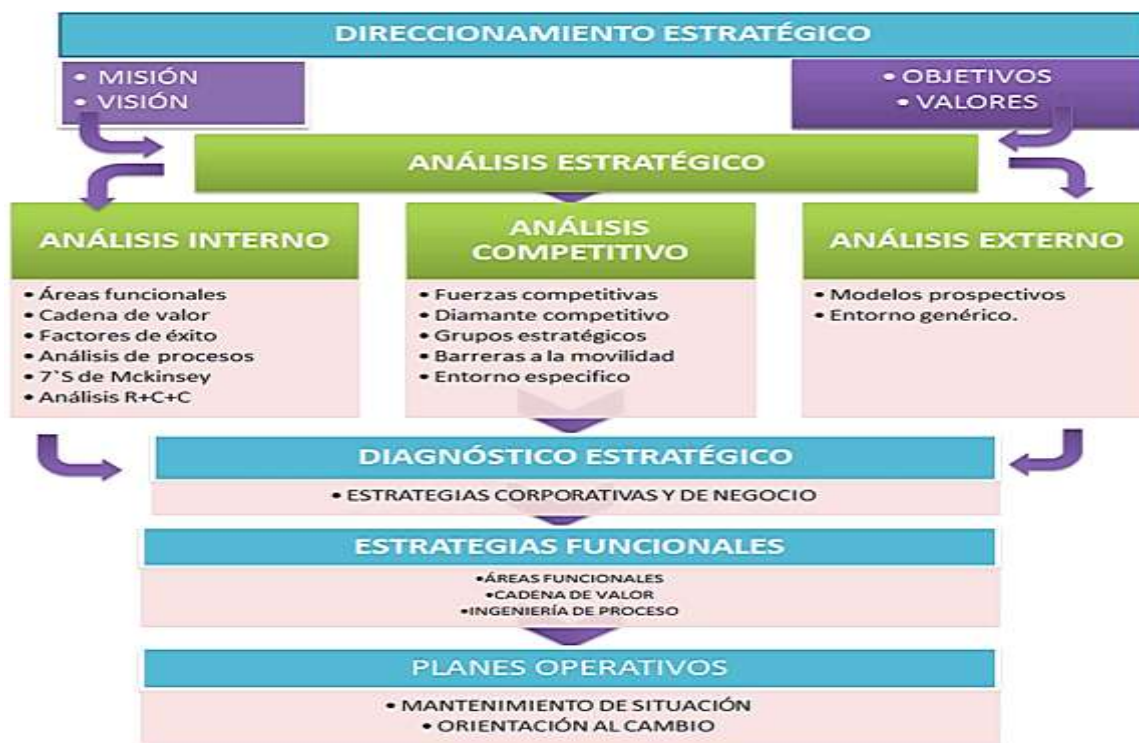 DIRECCIONAMIENTO ESTRATÉGICO
• MISIÓN
• VISIÓN
• OBJETIVOS
• VALORES
ANÁLISIS ESTRATÉGICO
ANÁLISIS INTERNO
• Áreas funcionales
• Cadena de valor
• Factores de éxito
• Análisis de procesos
• 7`S de Mckinsey
• Análisis R+C+C
ANÁLISIS
COMPETITIVO
• Fuerzas competitivas
• Diamante competitivo
• Grupos estratégicos
• Barreras a la movilidad
• Entorno especifico
ANÁLISIS EXTERNO
• Modelos prospectivos
• Entorno genérico.
DIAGNÓSTICO ESTRATÉGICO
• ESTRATEGIAS CORPORATIVAS Y DE NEGOCIO
ESTRATEGIAS FUNCIONALES
•ÁREAS FUNCIONALES
•CADENA DE VALOR
•INGENIERÍA DE PROCESO
PLANES OPERATIVOS
• MANTENIMIENTO DE SITUACIÓN
• ORIENTACIÓN AL CAMBIO